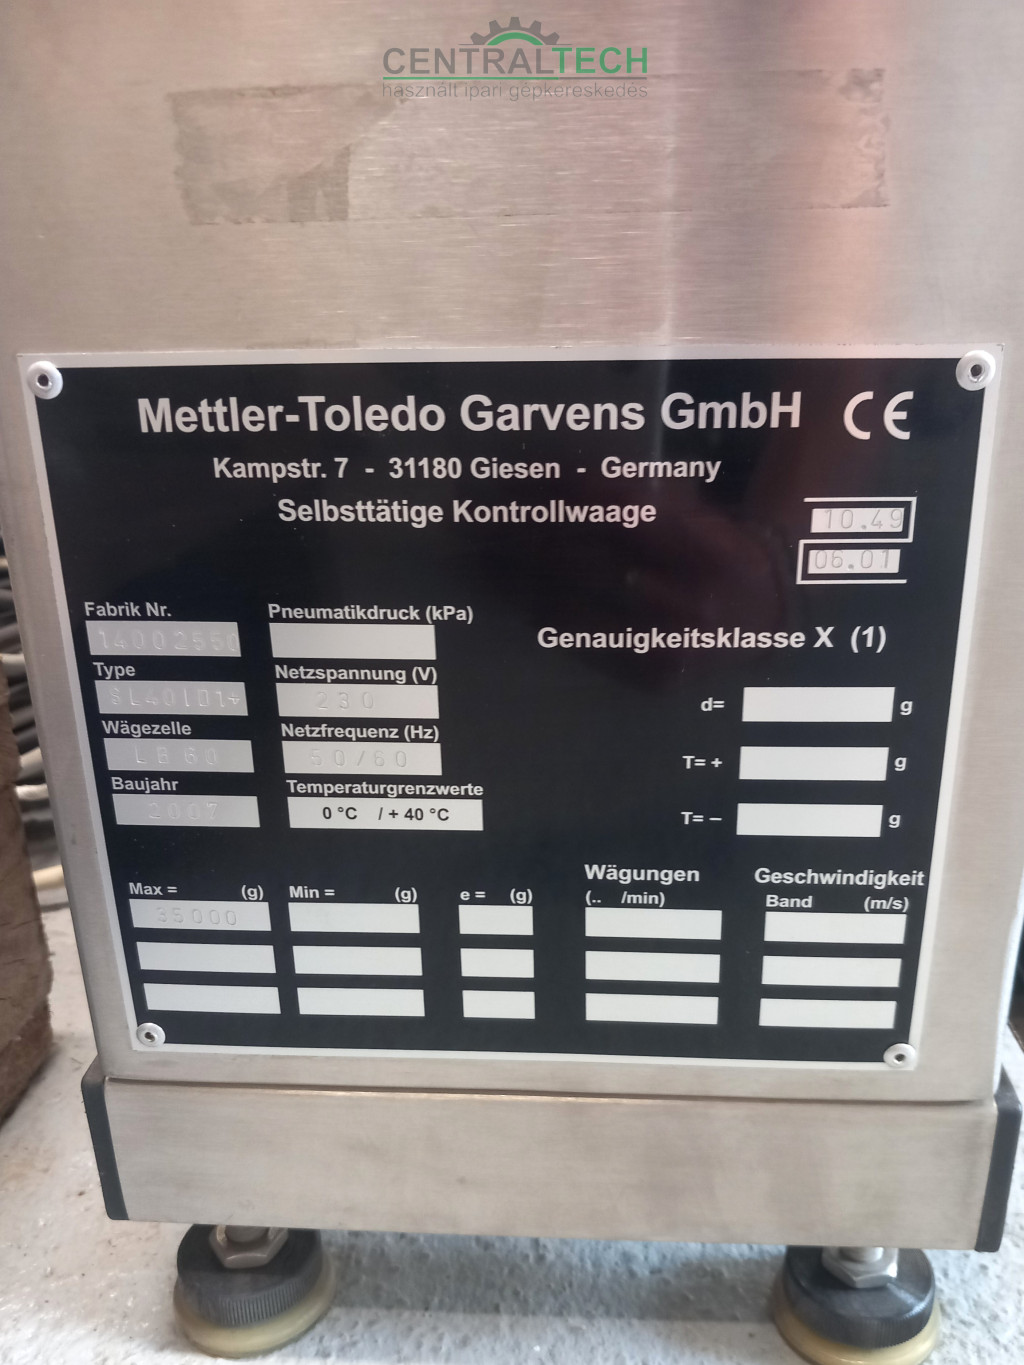 CENTRALTECH
használt ipari gépkereskedés
Mettler-Toledo Garvens GmbH CE
Kampstr. 7 - 31180 Giesen - Germany
Selbsttätige Kontrollwaage
10.49
06.01
Fabrik Nr. Pneumatikdruck (kPa)
14002550
Genauigkeitsklasse X (1)
Type Netzspannung (V)
230
d= g
Wägezelle Netzfrequenz (Hz)
50/60
T= + g
Baujahr Temperaturgrenzwerte
2007 0 °C / + 40 °C
T= – g
Max = (g) Min = (g) e = (g) Wägungen (.. /min) Geschwindigkeit Band (m/s)
35000